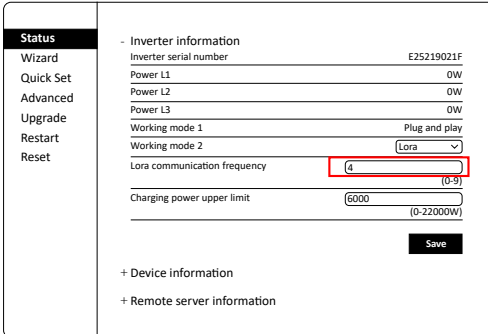 Status
Wizard
Quick Set
Advanced
Upgrade
Restart
Reset
- Inverter information
Inverter serial number E25219021F
Power L1 0W
Power L2 0W
Power L3 0W
Working mode 1 Plug and play
Working mode 2 Lora
Lora communication frequency 4
(0-9)
Charging power upper limit 6000
(0-22000W)
Save
+ Device information
+ Remote server information